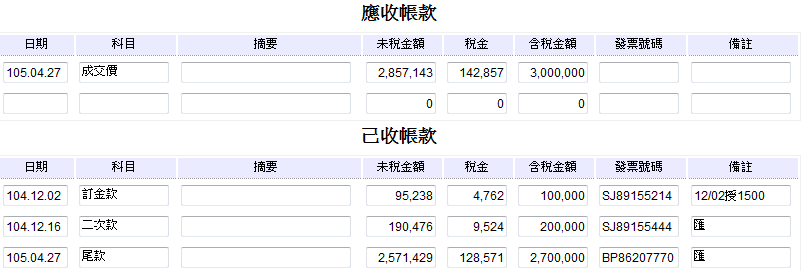 應收帳款
日期 科目 摘要 未稅金額 稅金 含稅金額 發票號碼 備註
105.04.27 成交價 2,857,143 142,857 3,000,000
0 0 0
已收帳款
日期 科目 摘要 未稅金額 稅金 含稅金額 發票號碼 備註
104.12.02 訂金款 95,238 4,762 100,000 SJ89155214 12/02授1500
104.12.16 二次款 190,476 9,524 200,000 SJ89155444 匯
105.04.27 尾款 2,571,429 128,571 2,700,000 BP86207770 匯